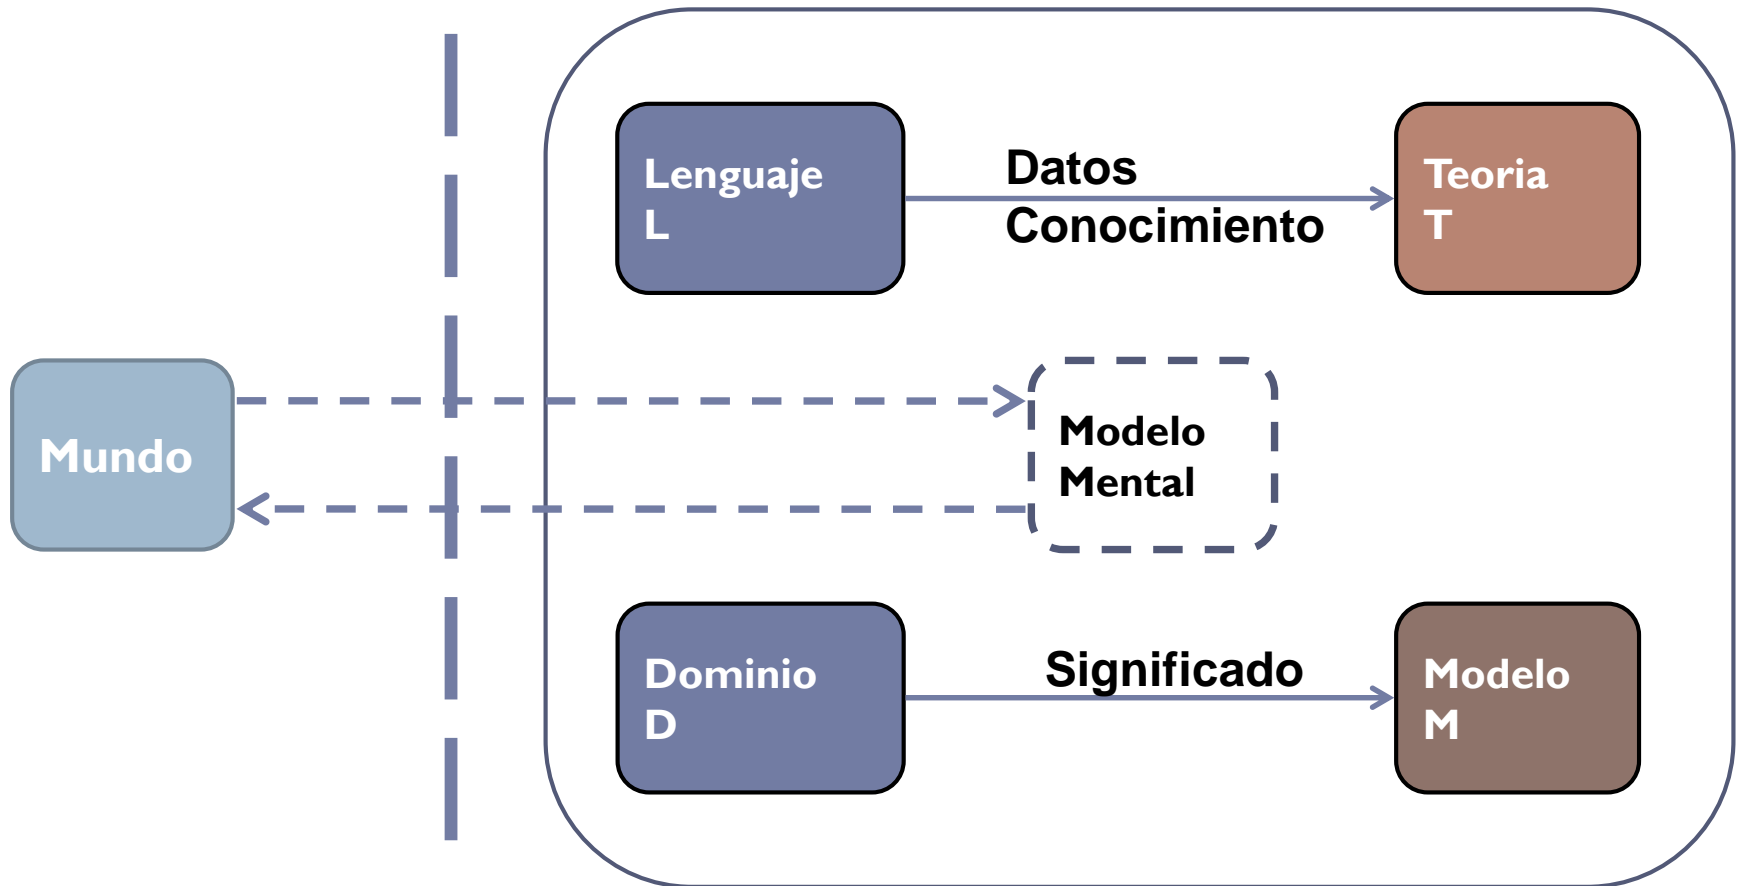 Lenguaje
L
Datos
Conocimiento
Teoria
T
Mundo
Modelo
Mental
Dominio
D
Significado
Modelo
M